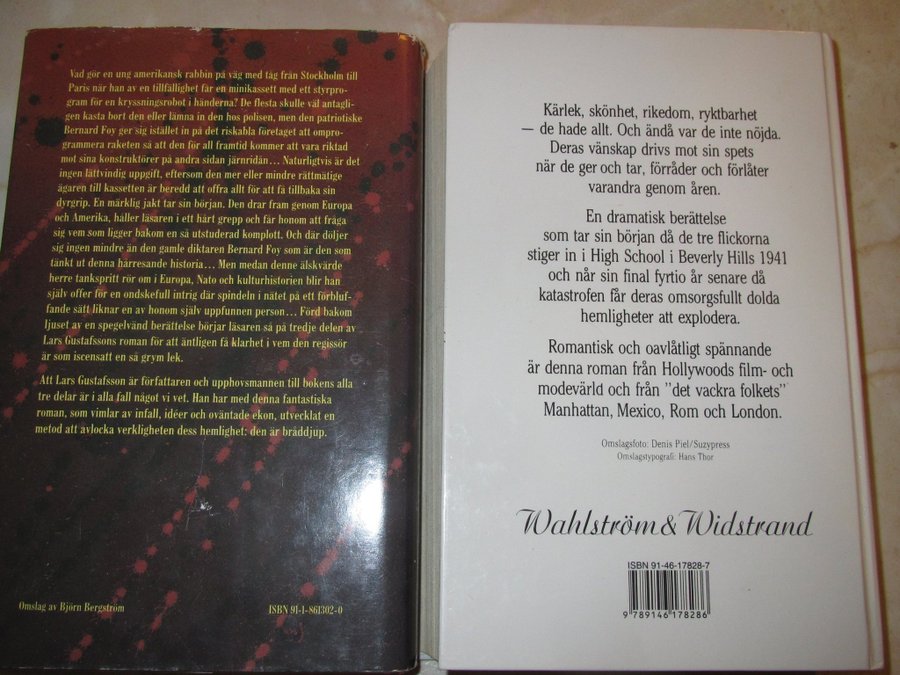 Vad gör en ung amerikansk rabbin på väg med tåg från Stockholm till
Paris när han av en tillfällighet får en minikassett med ett styrpro-
gram för en kryssningsrobot i händerna? De flesta skulle väl antagli-
gen kasta bort den eller lämna in den hos polisen, men den patriotiske
Bernard Foy ger sig istället in på det riskabla företaget att ompro-
grammera raketen så att den för all framtid kommer att vara riktad
mot sina konstruktörer på andra sidan järnridån... Naturligtvis är det
ingen lättvindig uppgift, eftersom den mer eller mindre rättmätige
ägaren till kassetten är beredd att offra allt för att få tillbaka sin
dyrgrip. En märklig jakt tar sin början. Den drar fram genom Europa
och Amerika, håller läsaren i ett hårt grepp och får honom att fråga
sig vem som ligger bakom en så utstuderad komplott. Och där döljer
sig ingen mindre än den gamle diktaren Bernard Foy som är den som
tänkt ut denna hårresande historia... Men medan denne älskvärde
herre tankspritt rör om i Europa, Nato och kulturhistorien blir han
själv offer för en ondskefull intrig där spindeln i nätet på ett förbluf-
fande sätt liknar en av honom själv uppfunnen person... Förd bakom
ljuset av en spegelvänd berättelse börjar läsaren så på tredje delen av
Lars Gustafssons roman för att äntligen få klarhet i vem den regissör
är som iscensatt en så grym lek.
Att Lars Gustafsson är författaren och upphovsmannen till bokens alla
tre delar är i alla fall något vi vet. Han har med denna fantastiska
roman, som vimlar av infall, idéer och oväntade ekon, utvecklat en
metod att avlocka verkligheten dess hemlighet: den är bråddjup.
Omslag av Björn Bergström
ISBN 91-1-861302-0
Kärlek, skönhet, rikedom, ryktbarhet
— de hade allt. Och ändå var de inte nöjda.
Deras vänskap drivs mot sin spets
när de ger och tar, förråder och förlåter
varandra genom åren.
En dramatisk berättelse
som tar sin början då de tre flickorna
stiger in i High School i Beverly Hills 1941
och når sin final fyrtio år senare då
katastrofen får deras omsorgsfullt dolda
hemligheter att explodera.
Romantisk och oavlåtligt spännande
är denna roman från Hollywoods film- och
modevärld och från ”det vackra folkets”
Manhattan, Mexico, Rom och London.
Omslagsfoto: Denis Piel/Suzypress
Omslagstypografi: Hans Thor
Wahlström & Widstrand
ISBN 91-46-17828-7
9 789146 178286